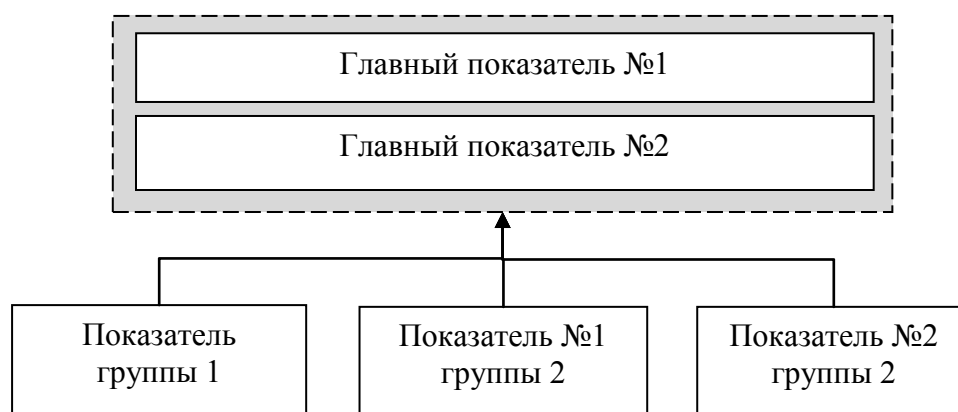 Главный показатель №1
Главный показатель №2
Показатель
группы 1
Показатель №1
группы 2
Показатель №2
группы 2